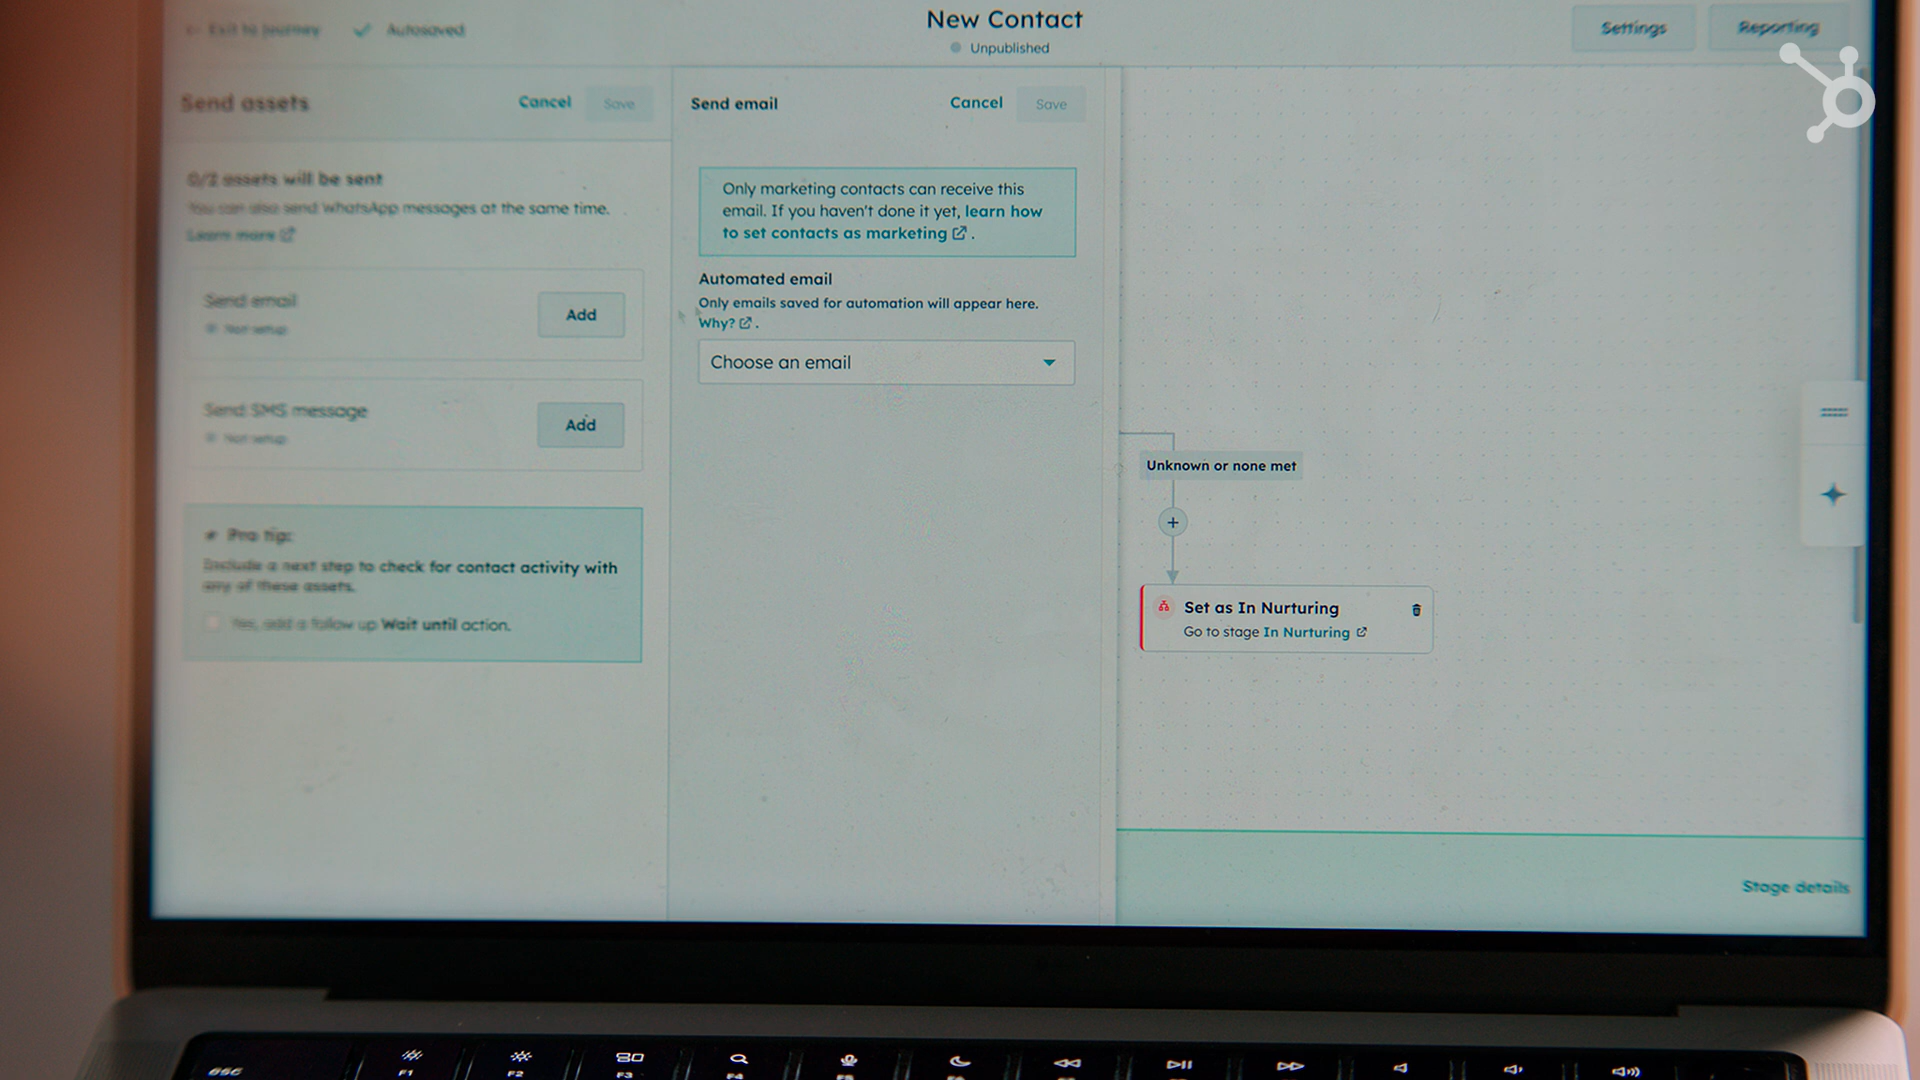 Exit to journey
Autosaved
New Contact
Unpublished
Settings
Reporting
Send assets
Cancel
Save
0/2 assets will be sent
You can also send WhatsApp messages at the same time.
Learn more
Send email
Not setup
Add
Send SMS message
Not setup
Add
Pro tip:
Include a next step to check for contact activity with
any of these assets.
Yes, add a follow up Wait until action.
Send email
Cancel
Save
Only marketing contacts can receive this
email. If you haven't done it yet, learn how
to set contacts as marketing .
Automated email
Only emails saved for automation will appear here.
Why? .
Choose an email
Unknown or none met
Set as In Nurturing
Go to stage In Nurturing
Stage details
esc
F1
F2
F3
F4